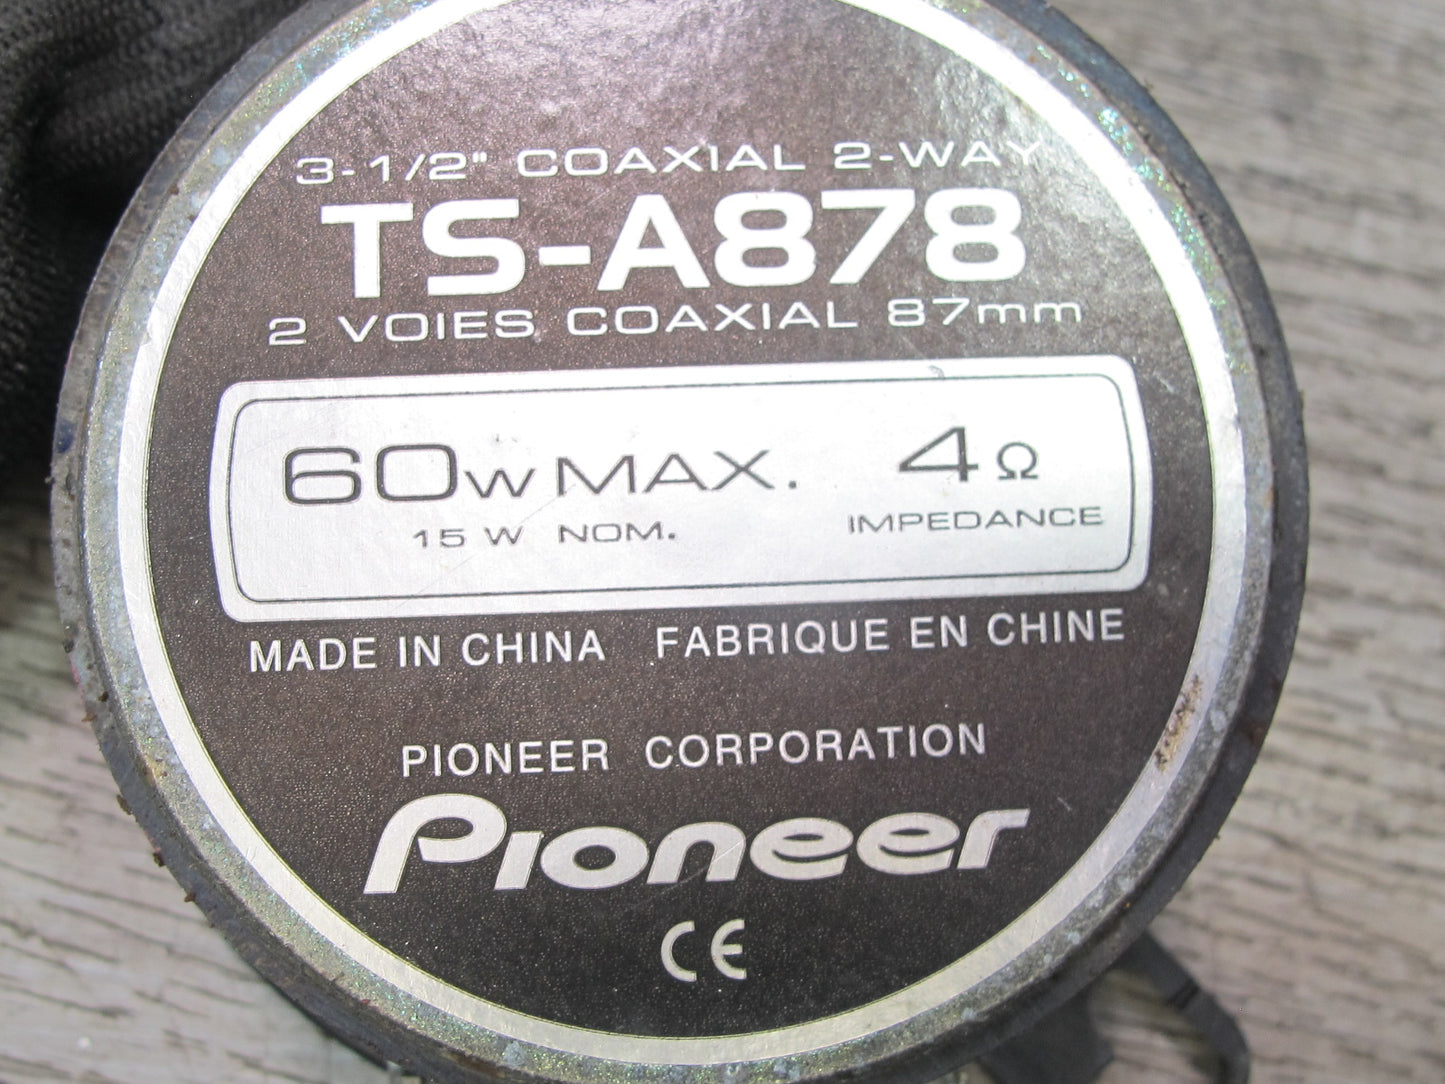 3-1/2" COAXIAL 2-WAY
TS-A878
2 VOIES COAXIAL 87mm
60W MAX. 4Ω
15 W NOM. IMPEDANCE
MADE IN CHINA FABRIQUE EN CHINE
PIONEER CORPORATION
Pioneer
CE